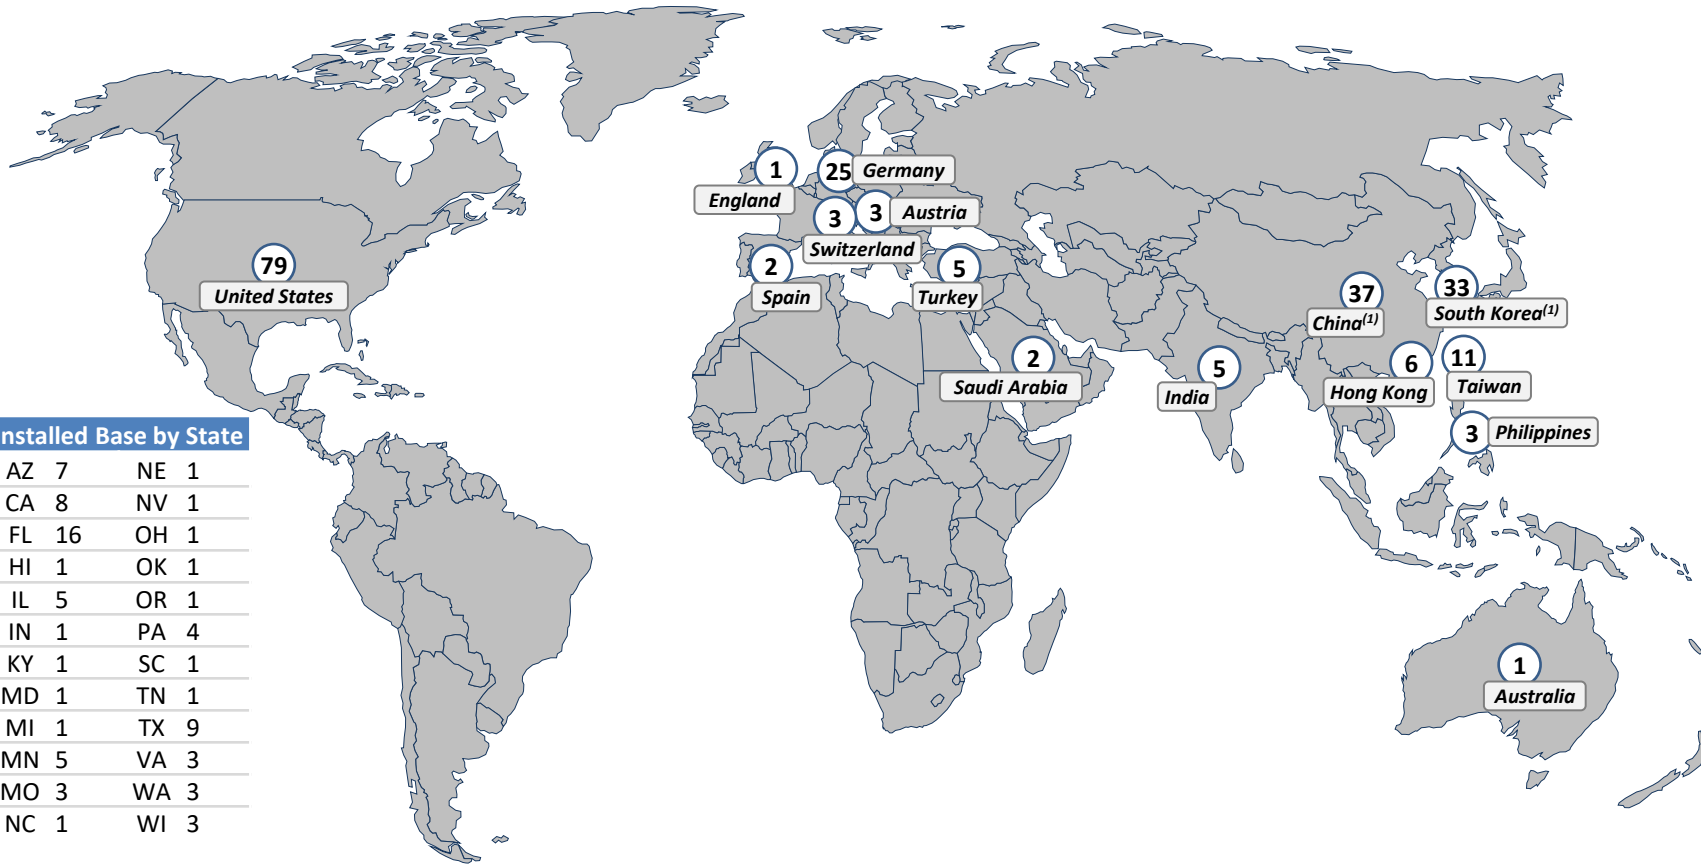 1
England
25 Germany
3
Switzerland
3 Austria
79
United States
2
Spain
5
Turkey
37
China(1)
33
South Korea(1)
2
Saudi Arabia
5
India
6
Hong Kong
11
Taiwan
3 Philippines
1
Australia
nstalled Base by State
AZ 7 NE 1
CA 8 NV 1
FL 16 OH 1
HI 1 OK 1
IL 5 OR 1
IN 1 PA 4
KY 1 SC 1
MD 1 TN 1
MI 1 TX 9
MN 5 VA 3
MO 3 WA 3
NC 1 WI 3